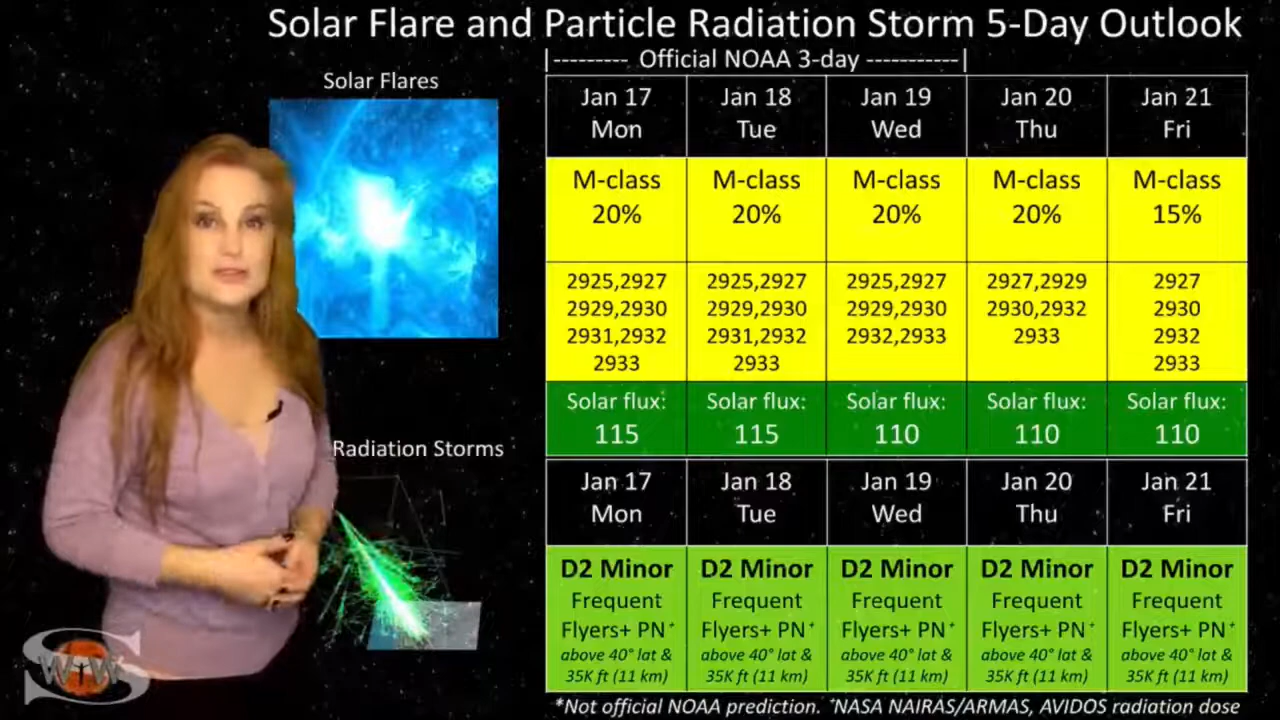 Solar Flare and Particle Radiation Storm 5-Day Outlook
|--------- Official NOAA 3-day -----------|
Solar Flares
Jan 17 Jan 18 Jan 19 Jan 20 Jan 21
Mon Tue Wed Thu Fri
M-class M-class M-class M-class M-class
20% 20% 20% 20% 15%
2925,2927 2925,2927 2925,2927 2927,2929 2927
2929,2930 2929,2930 2929,2930 2930,2932 2930
2931,2932 2931,2932 2932,2933 2933 2932
2933 2933 2933
Solar flux: Solar flux: Solar flux: Solar flux: Solar flux:
115 115 110 110 110
Radiation Storms
Jan 17 Jan 18 Jan 19 Jan 20 Jan 21
Mon Tue Wed Thu Fri
D2 Minor D2 Minor D2 Minor D2 Minor D2 Minor
Frequent Frequent Frequent Frequent Frequent
Flyers+ PN⁺ Flyers+ PN⁺ Flyers+ PN⁺ Flyers+ PN⁺ Flyers+ PN⁺
above 40° lat & above 40° lat & above 40° lat & above 40° lat & above 40° lat &
35K ft (11 km) 35K ft (11 km) 35K ft (11 km) 35K ft (11 km) 35K ft (11 km)
SWTW
*Not official NOAA prediction. ⁺NASA NAIRAS/ARMAS, AVIDOS radiation dose